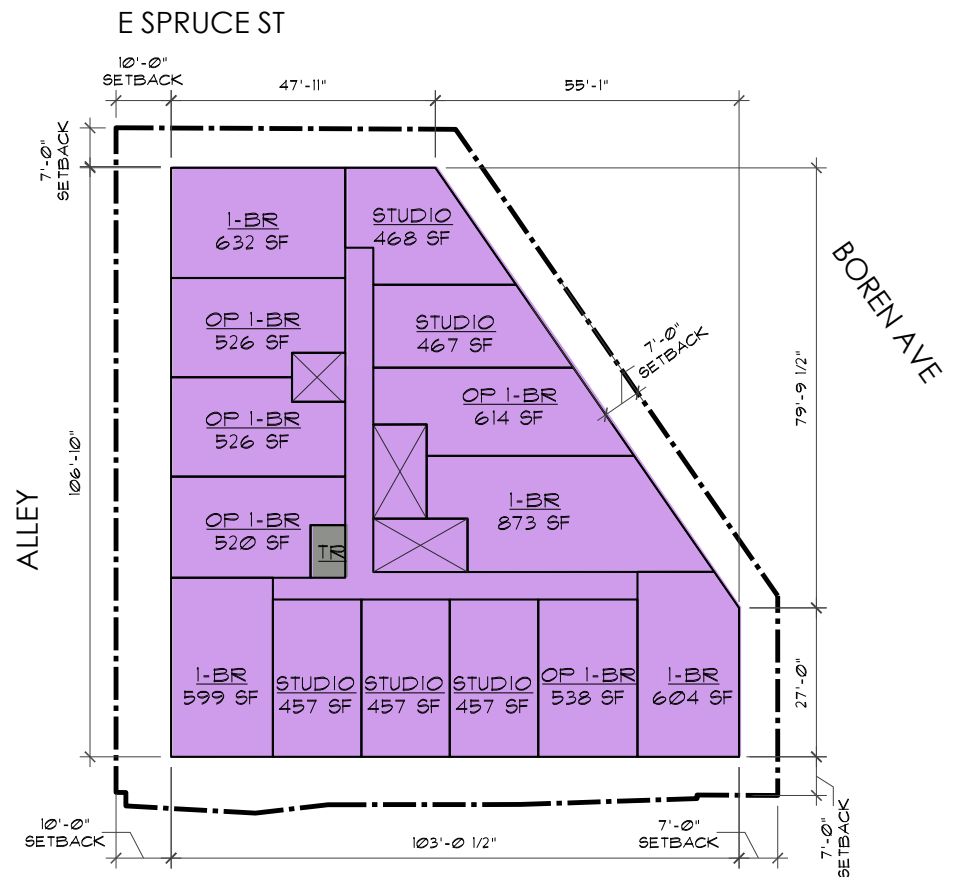 E SPRUCE ST
10'-0"
SETBACK
47'-11"
55'-1"
7'-0"
SETBACK
1-BR
632 SF
STUDIO
468 SF
OP 1-BR
526 SF
STUDIO
467 SF
7'-0"
SETBACK
BOREN AVE
OP 1-BR
526 SF
OP 1-BR
614 SF
79'-9 1/2"
106'-10"
ALLEY
OP 1-BR
520 SF
TR
1-BR
873 SF
1-BR
599 SF
STUDIO
457 SF
STUDIO
457 SF
STUDIO
457 SF
OP 1-BR
538 SF
1-BR
604 SF
27'-0"
10'-0"
SETBACK
103'-0 1/2"
7'-0"
SETBACK
7'-0"
SETBACK